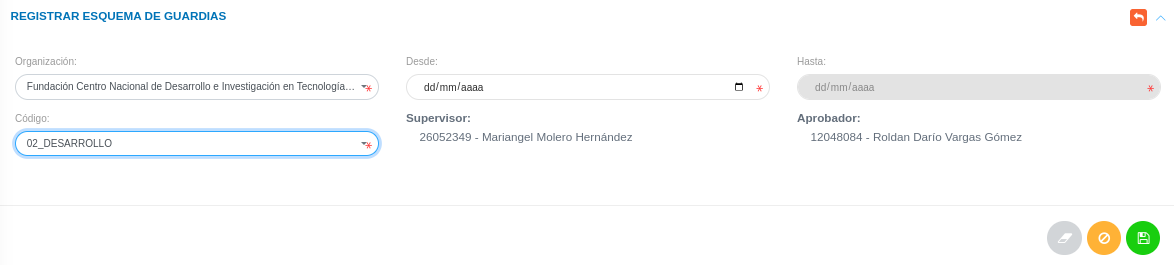 REGISTRAR ESQUEMA DE GUARDIAS
Organización: Desde: Hasta:
Fundación Centro Nacional de Desarrollo e Investigación en Tecnología... * dd/mm/aaaa * dd/mm/aaaa *
Código: Supervisor: Aprobador:
02_DESARROLLO * 26052349 - Mariangel Molero Hernández 12048084 - Roldan Darío Vargas Gómez